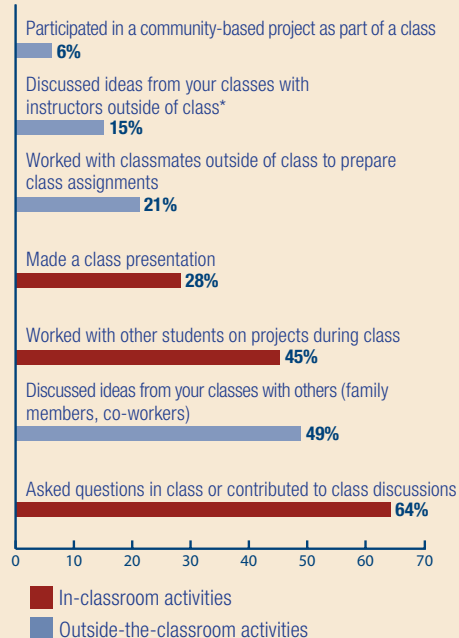 Participated in a community-based project as part of a class
6%
Discussed ideas from your classes with
instructors outside of class*
15%
Worked with classmates outside of class to prepare
class assignments
21%
Made a class presentation
28%
Worked with other students on projects during class
45%
Discussed ideas from your classes with others (family
members, co-workers)
49%
Asked questions in class or contributed to class discussions
64%
0 10 20 30 40 50 60 70
In-classroom activities
Outside-the-classroom activities